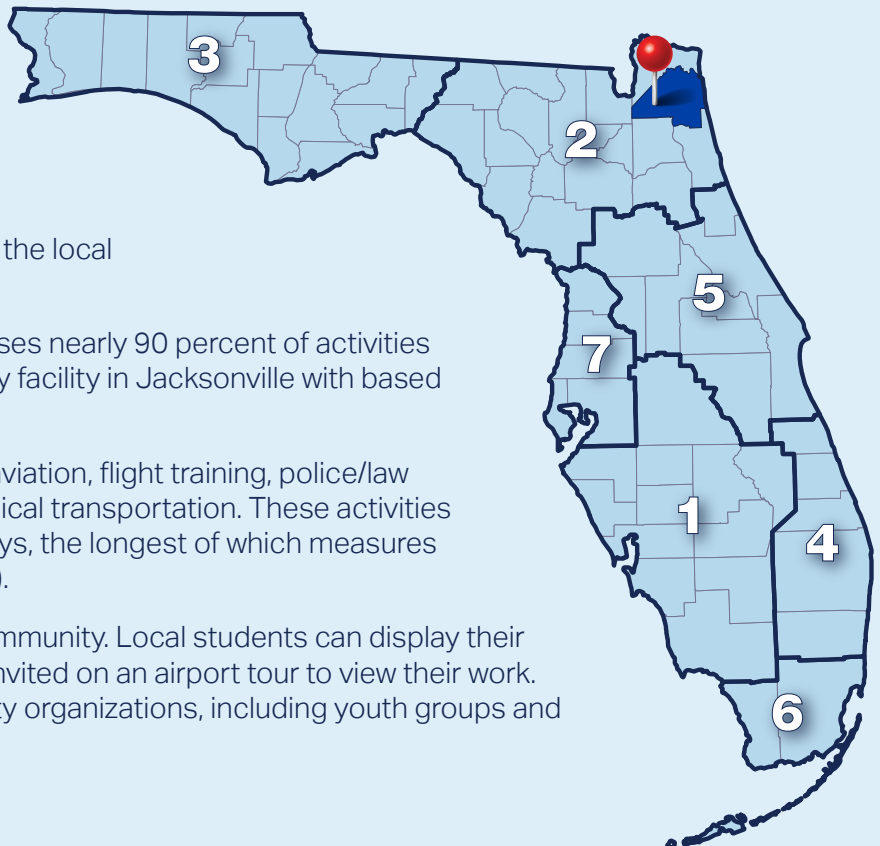 3
2
the local
5
ses nearly 90 percent of activities
7
y facility in Jacksonville with based
aviation, flight training, police/law
ical transportation. These activities
1
ys, the longest of which measures
4
).
mmunity. Local students can display their
nvited on an airport tour to view their work.
ty organizations, including youth groups and
6